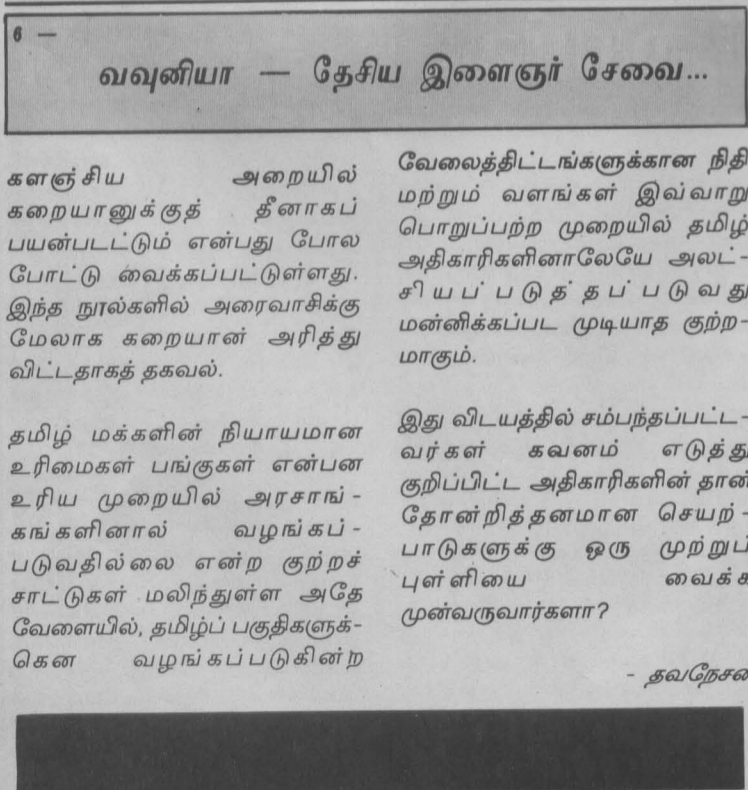 6 —
வவுனியா — தேசிய இளைஞர் சேவை...
களஞ்சிய அறையில்
கறையானுக்குத் தீனாகப்
பயன்படட்டும் என்பது போல
போட்டு வைக்கப்பட்டுள்ளது.
இந்த நூல்களில் அரைவாசிக்கு
மேலாக கறையான் அரித்து
விட்டதாகத் தகவல்.
தமிழ் மக்களின் நியாயமான
உரிமைகள் பங்குகள் என்பன
உரிய முறையில் அரசாங்-
கங்களினால் வழங்கப்-
படுவதில்லை என்ற குற்றச்
சாட்டுகள் மலிந்துள்ள அதே
வேளையில், தமிழ்ப் பகுதிகளுக்-
கென வழங்கப்படுகின்ற
வேலைத்திட்டங்களுக்கான நிதி
மற்றும் வளங்கள் இவ்வாறு
பொறுப்பற்ற முறையில் தமிழ்
அதிகாரிகளினாலேயே அலட்-
சியப்படுத்தப்படுவது
மன்னிக்கப்பட முடியாத குற்ற-
மாகும்.
இது விடயத்தில் சம்பந்தப்பட்ட-
வர்கள் கவனம் எடுத்து
குறிப்பிட்ட அதிகாரிகளின் தான்
தோன்றித்தனமான செயற்-
பாடுகளுக்கு ஒரு முற்றுப்
புள்ளியை வைக்க
முன்வருவார்களா?
- தவநேசன்